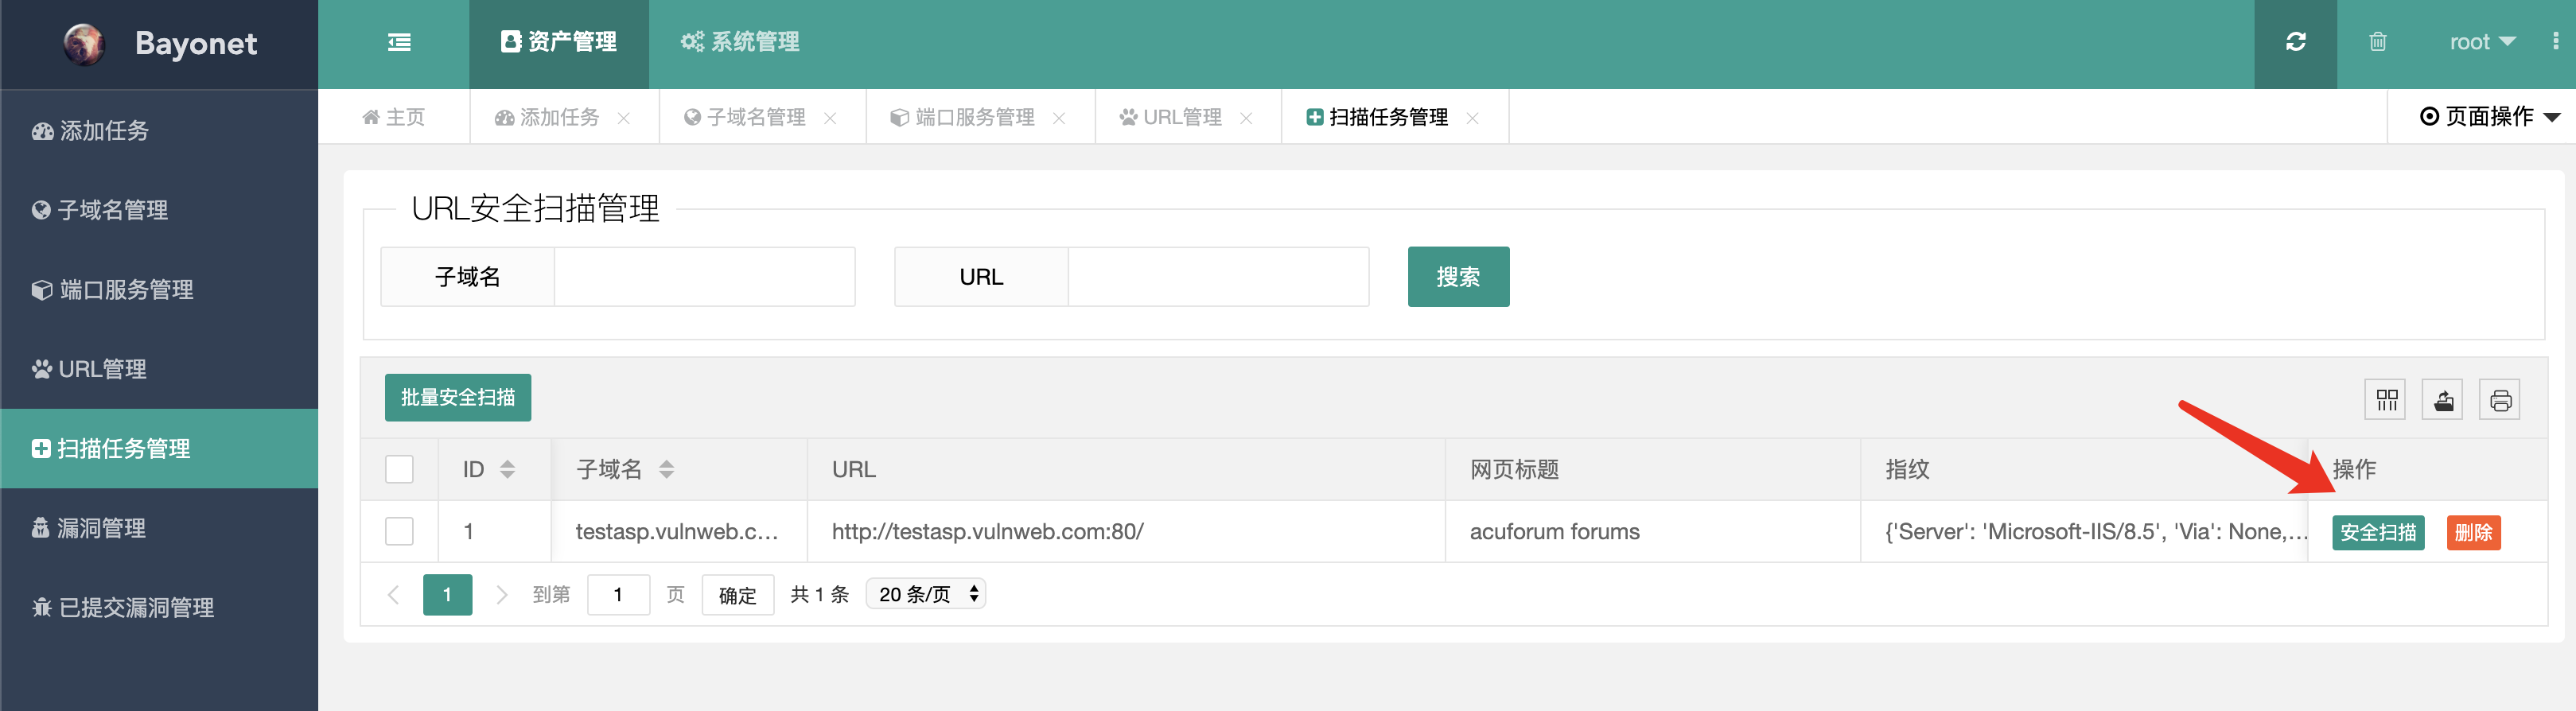 Bayonet
资产管理
系统管理
root
添加任务
子域名管理
端口服务管理
URL管理
扫描任务管理
漏洞管理
已提交漏洞管理
主页
添加任务
子域名管理
端口服务管理
URL管理
扫描任务管理
页面操作
URL安全扫描管理
子域名
URL
搜索
批量安全扫描
ID 子域名 URL 网页标题 指纹 操作
1 testasp.vulnweb.c... http://testasp.vulnweb.com:80/ acuforum forums {'Server': 'Microsoft-IIS/8.5', 'Via': None,... 安全扫描 删除
1 到第 1 页 确定 共 1 条 20 条/页